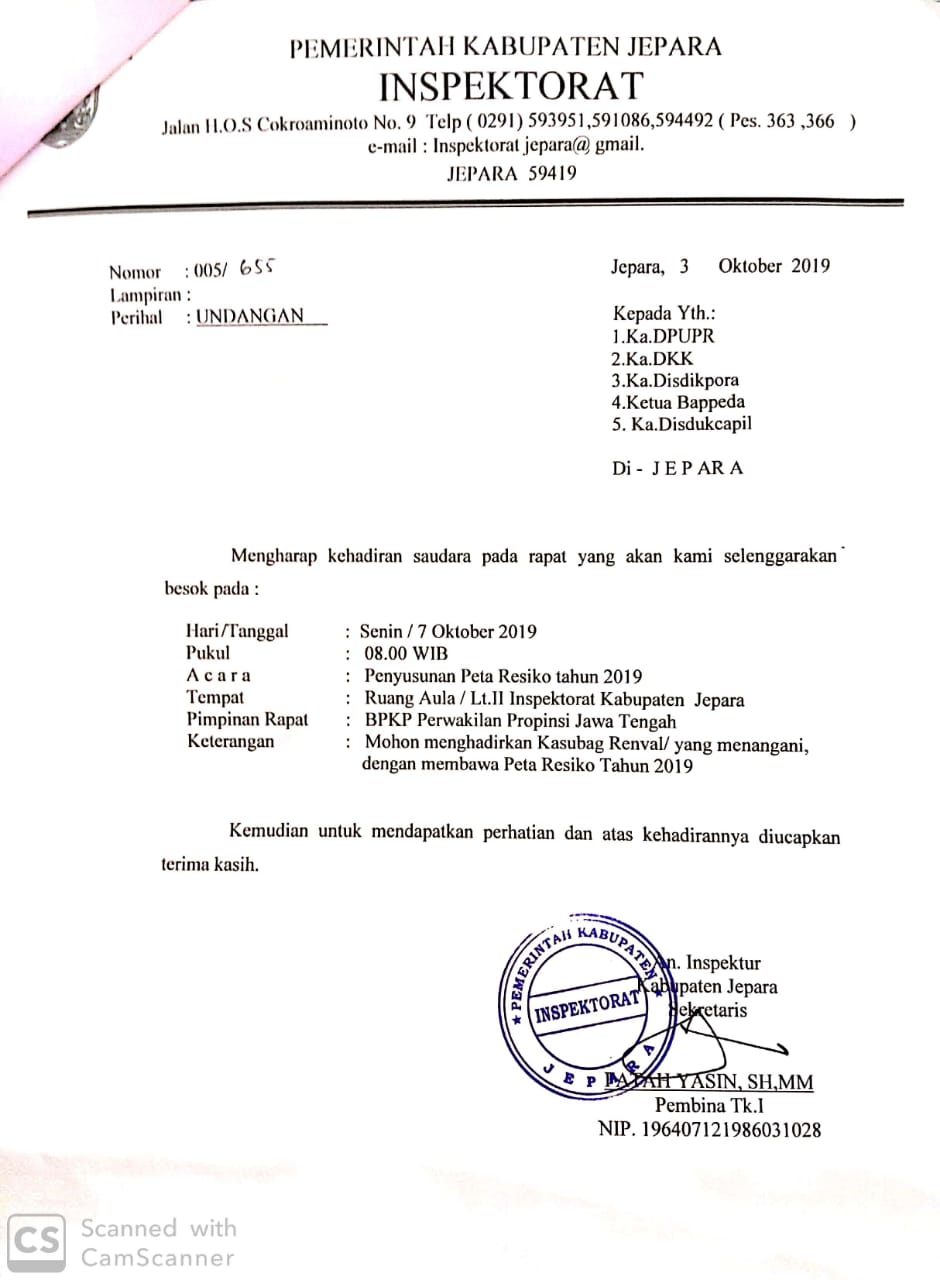 PEMERINTAH KABUPATEN JEPARA
INSPEKTORAT
Jalan H.O.S Cokroaminoto No. 9 Telp ( 0291) 593951,591086,594492 ( Pes. 363 ,366 )
e-mail : Inspektorat jepara@ gmail.
JEPARA 59419
Nomor : 005/ 655
Lampiran :
Perihal : UNDANGAN
Jepara, 3 Oktober 2019
Kepada Yth.:
1.Ka.DPUPR
2.Ka.DKK
3.Ka.Disdikpora
4.Ketua Bappeda
5. Ka.Disdukcapil
Di - J E P A R A
Mengharap kehadiran saudara pada rapat yang akan kami selenggarakan
besok pada :
Hari/Tanggal : Senin / 7 Oktober 2019
Pukul : 08.00 WIB
A c a r a : Penyusunan Peta Resiko tahun 2019
Tempat : Ruang Aula / Lt.II Inspektorat Kabupaten Jepara
Pimpinan Rapat : BPKP Perwakilan Propinsi Jawa Tengah
Keterangan : Mohon menghadirkan Kasubag Renval/ yang menangani,
dengan membawa Peta Resiko Tahun 2019
Kemudian untuk mendapatkan perhatian dan atas kehadirannya diucapkan
terima kasih.
An. Inspektur
Kabupaten Jepara
Sekretaris
PEMERINTAH KABUPATEN
INSPEKTORAT
JEPARA
YASIN, SH,MM
Pembina Tk.I
NIP. 196407121986031028
CS Scanned with
CamScanner